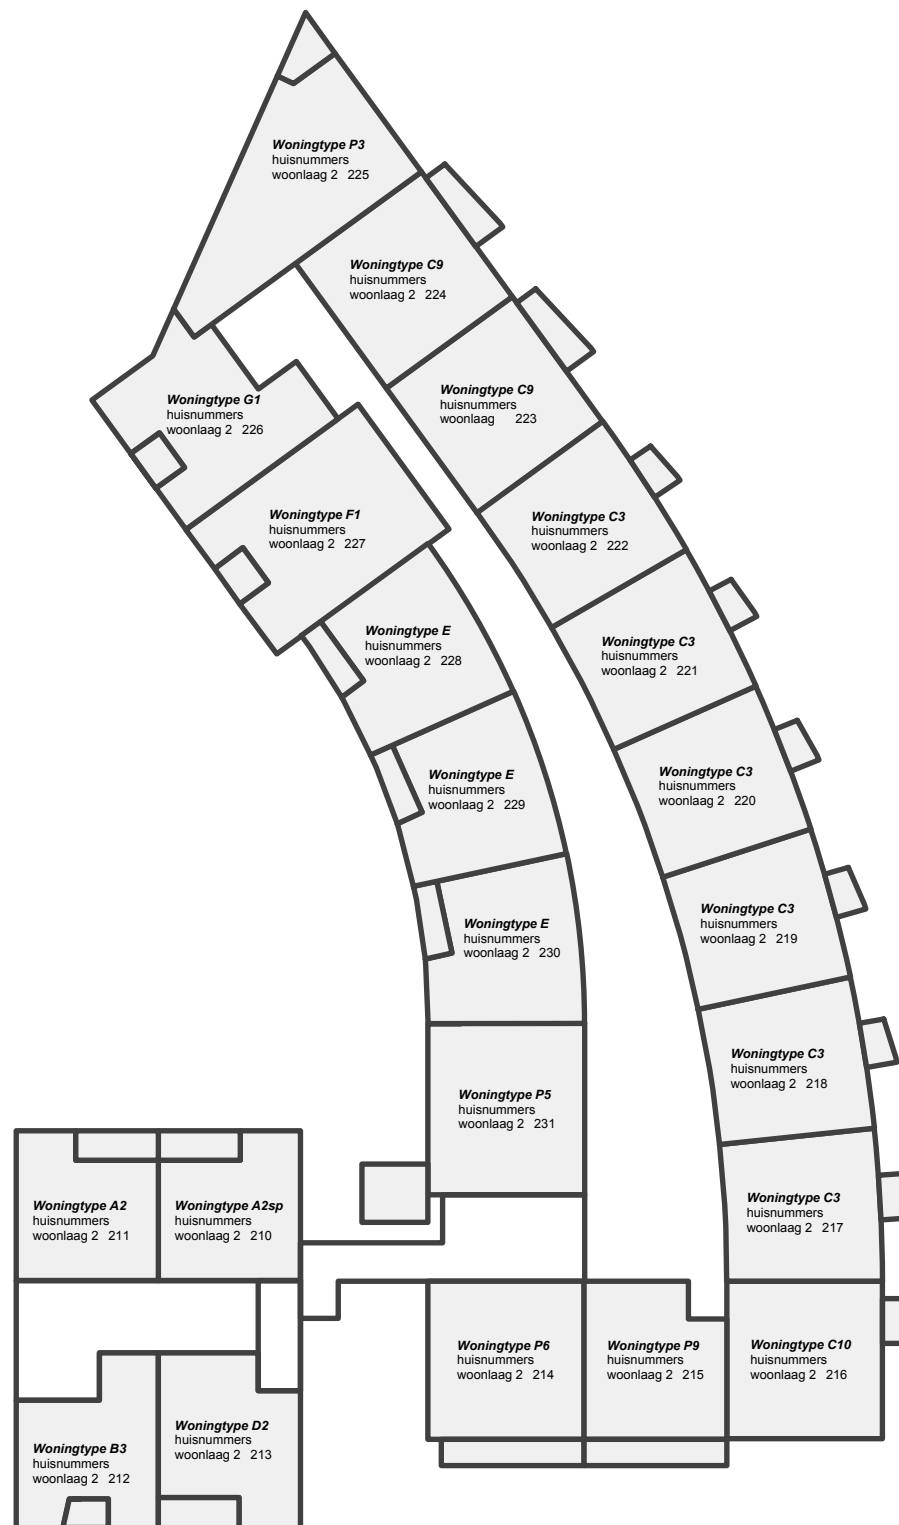 Woningtype P3
huisnummers
woonlaag 2 225
Woningtype C9
huisnummers
woonlaag 2 224
Woningtype C9
huisnummers
woonlaag 223
Woningtype G1
huisnummers
woonlaag 2 226
Woningtype F1
huisnummers
woonlaag 2 227
Woningtype C3
huisnummers
woonlaag 2 222
Woningtype E
huisnummers
woonlaag 2 228
Woningtype C3
huisnummers
woonlaag 2 221
Woningtype E
huisnummers
woonlaag 2 229
Woningtype C3
huisnummers
woonlaag 2 220
Woningtype E
huisnummers
woonlaag 2 230
Woningtype C3
huisnummers
woonlaag 2 219
Woningtype C3
huisnummers
woonlaag 2 218
Woningtype P5
huisnummers
woonlaag 2 231
Woningtype A2
huisnummers
woonlaag 2 211
Woningtype A2sp
huisnummers
woonlaag 2 210
Woningtype C3
huisnummers
woonlaag 2 217
Woningtype P6
huisnummers
woonlaag 2 214
Woningtype P9
huisnummers
woonlaag 2 215
Woningtype C10
huisnummers
woonlaag 2 216
Woningtype B3
huisnummers
woonlaag 2 212
Woningtype D2
huisnummers
woonlaag 2 213